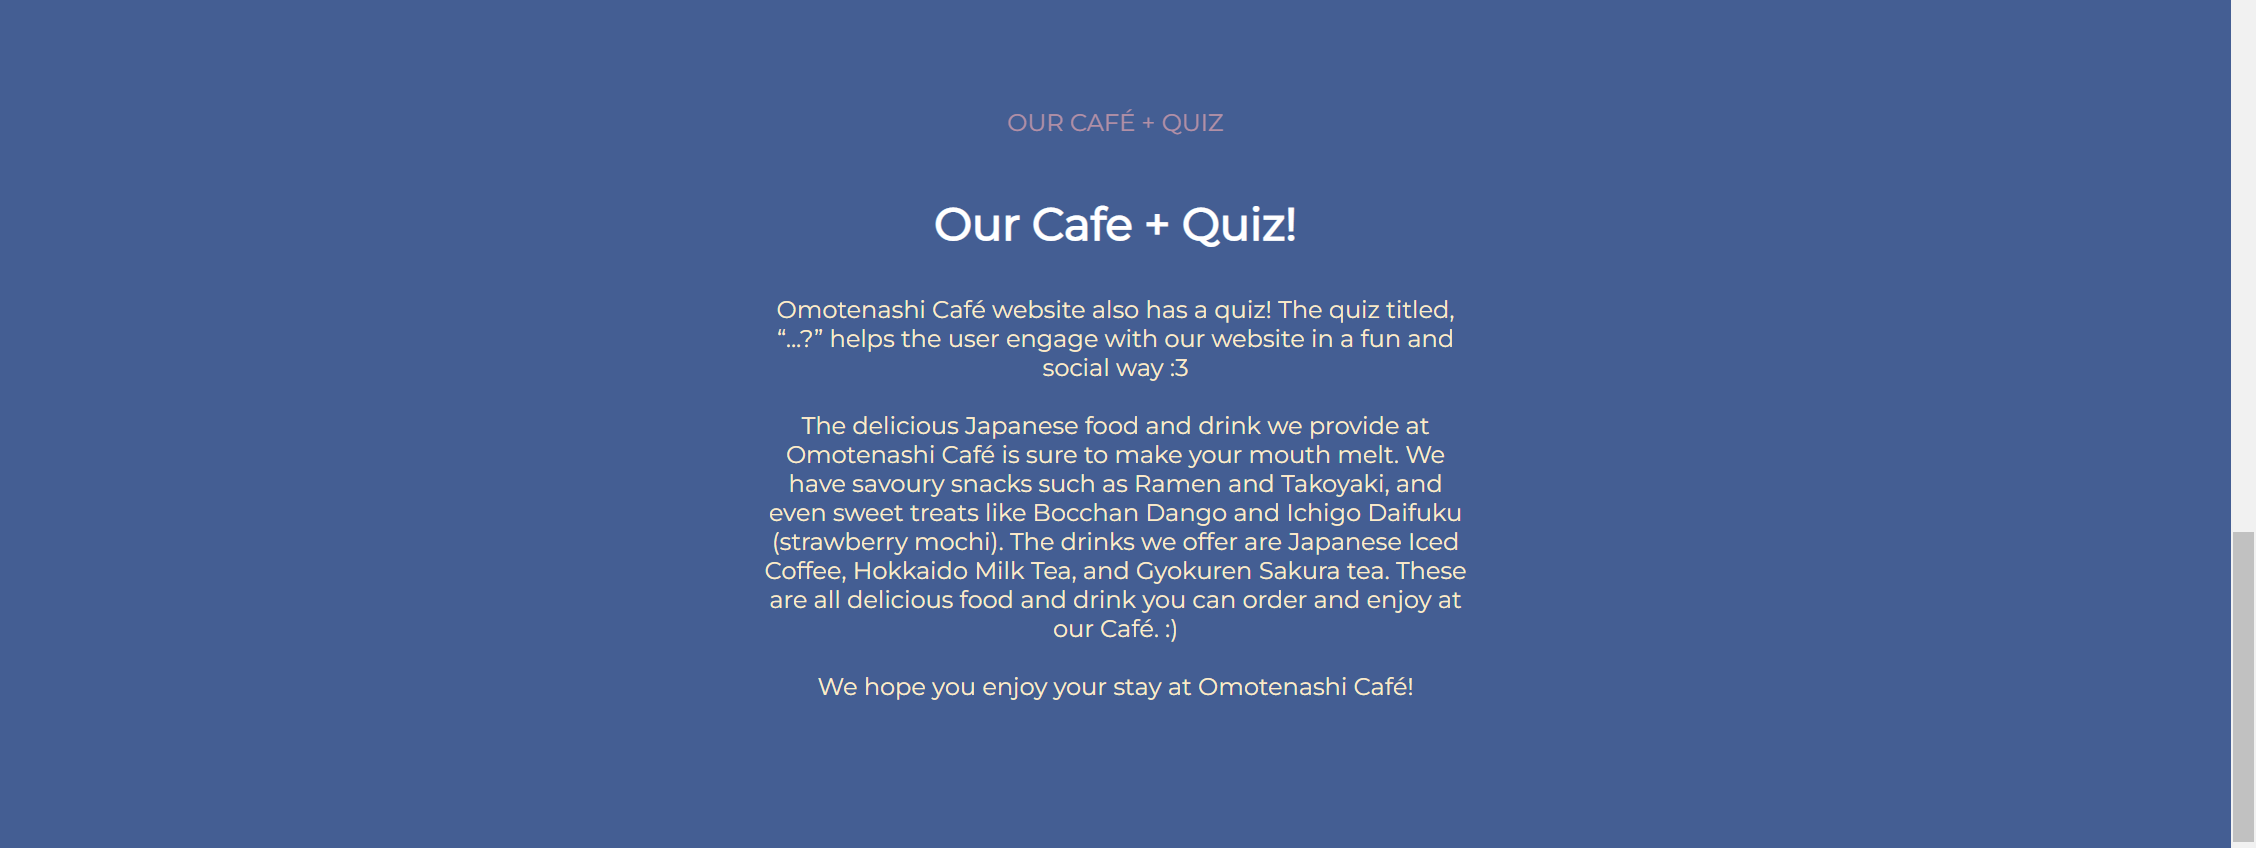 OUR CAFÉ + QUIZ
Our Cafe + Quiz!
Omotenashi Café website also has a quiz! The quiz titled,
“...?” helps the user engage with our website in a fun and
social way :3
The delicious Japanese food and drink we provide at
Omotenashi Café is sure to make your mouth melt. We
have savoury snacks such as Ramen and Takoyaki, and
even sweet treats like Bocchan Dango and Ichigo Daifuku
(strawberry mochi). The drinks we offer are Japanese Iced
Coffee, Hokkaido Milk Tea, and Gyokuren Sakura tea. These
are all delicious food and drink you can order and enjoy at
our Café. :)
We hope you enjoy your stay at Omotenashi Café!